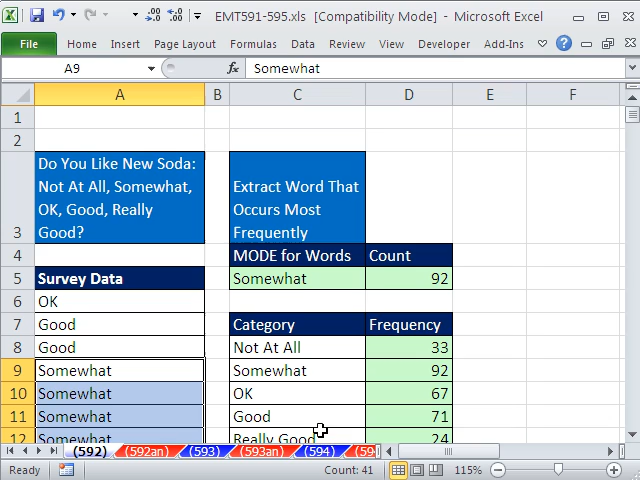 EMT591-595.xls [Compatibility Mode] - Microsoft Excel
File Home Insert Page Layout Formulas Data Review View Developer Add-Ins
A9 fx Somewhat
A B C D E F
1
2
3
Do You Like New Soda:
Not At All, Somewhat,
OK, Good, Really
Good?
Extract Word That
Occurs Most
Frequently
4 MODE for Words Count
5 Survey Data Somewhat 92
6 OK
7 Good Category Frequency
8 Good Not At All 33
9 Somewhat Somewhat 92
10 Somewhat OK 67
11 Somewhat Good 71
12 Somewhat Really Good 24
(592) (592an) (593) (593an) (594) (594
Ready Count: 41 115%